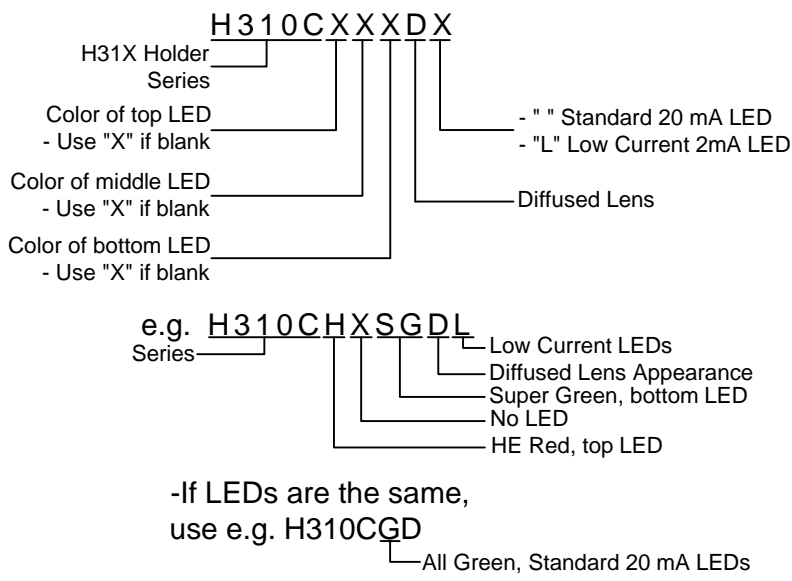 H310CXXXDX
H31X Holder
Series
Color of top LED
- Use "X" if blank
- " " Standard 20 mA LED
- "L" Low Current 2mA LED
Color of middle LED
- Use "X" if blank
Diffused Lens
Color of bottom LED
- Use "X" if blank
e.g. H310CHXSGDL
Series
Low Current LEDs
Diffused Lens Appearance
Super Green, bottom LED
No LED
HE Red, top LED
-If LEDs are the same,
use e.g. H310CGD
All Green, Standard 20 mA LEDs